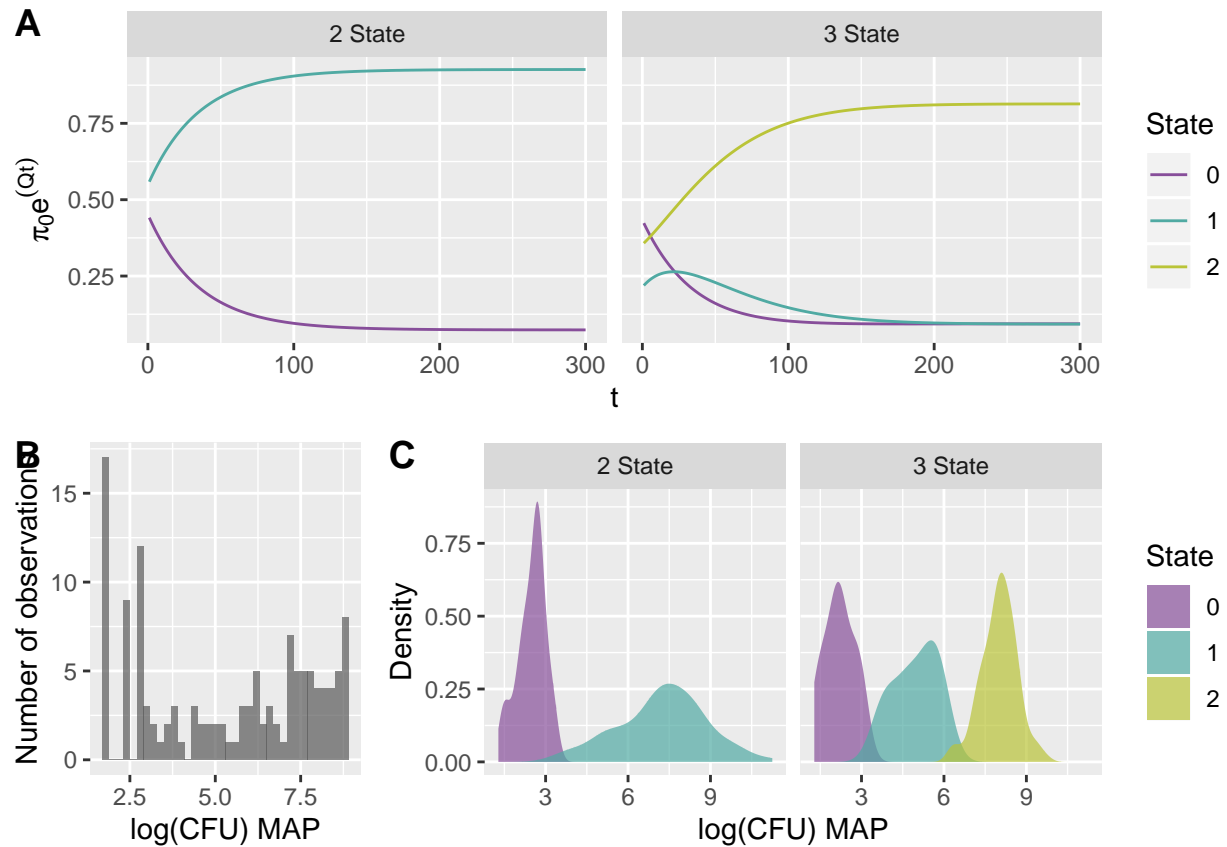 A
2 State
3 State
0.75
0.50
0.25
π₀e^(Qt)
0
100
200
300
0
100
200
300
t
State
0
1
2
B
15
10
5
0
Number of observations
2.5
5.0
7.5
log(CFU) MAP
C
2 State
3 State
0.75
0.50
0.25
0.00
Density
3
6
9
3
6
9
log(CFU) MAP
State
0
1
2